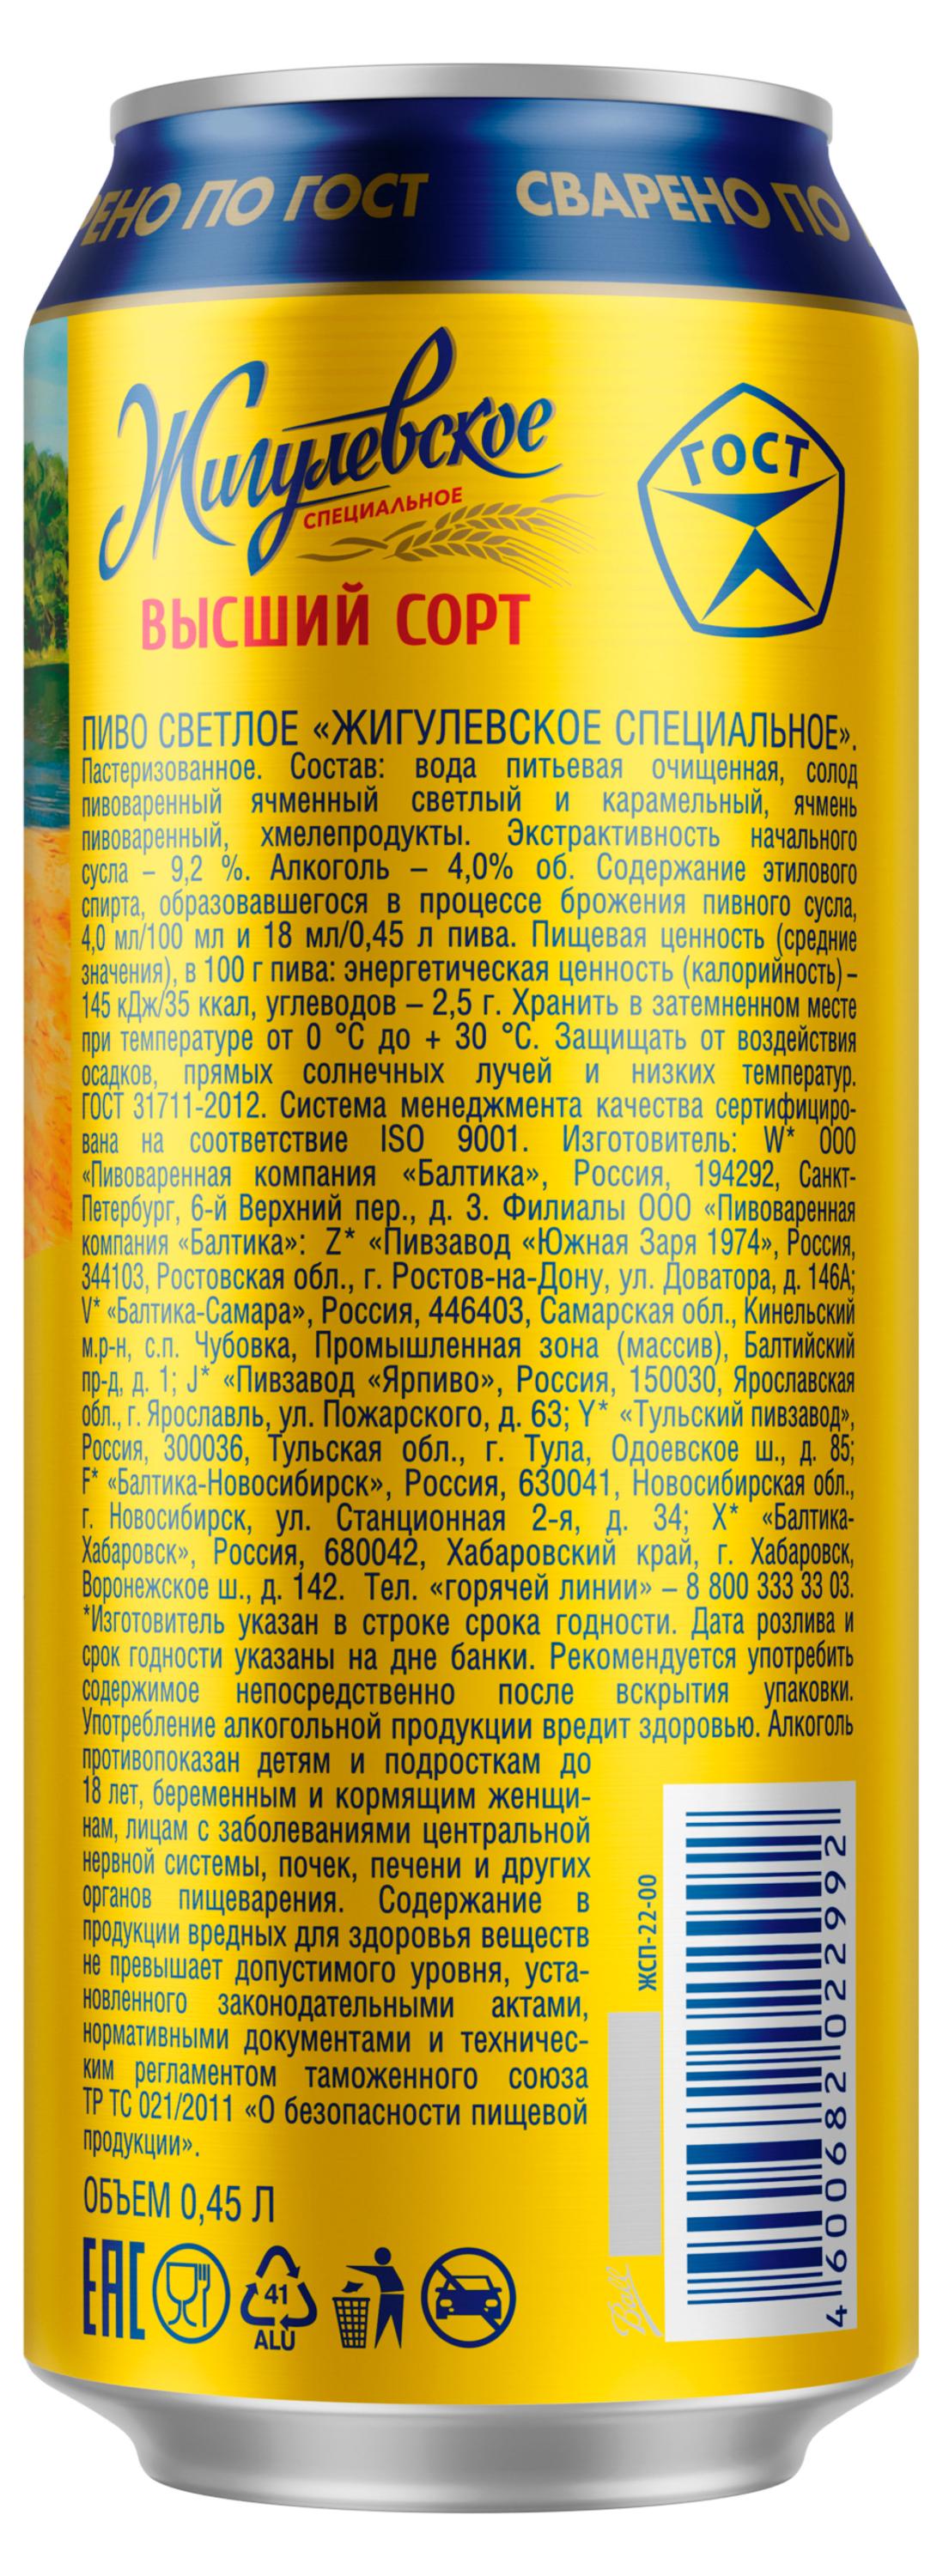 ЕНО ПО ГОСТ СВАРЕНО ПО
Жигулевское
СПЕЦИАЛЬНОЕ
ГОСТ
ВЫСШИЙ СОРТ
ПИВО СВЕТЛОЕ «ЖИГУЛЕВСКОЕ СПЕЦИАЛЬНОЕ».
Пастеризованное. Состав: вода питьевая очищенная, солод
пивоваренный ячменный светлый и карамельный, ячмень
пивоваренный, хмелепродукты. Экстрактивность начального
сусла – 9,2 %. Алкоголь – 4,0% об. Содержание этилового
спирта, образовавшегося в процессе брожения пивного сусла,
4,0 мл/100 мл и 18 мл/0,45 л пива. Пищевая ценность (средние
значения), в 100 г пива: энергетическая ценность (калорийность) –
145 кДж/35 ккал, углеводов – 2,5 г. Хранить в затемненном месте
при температуре от 0 °С до + 30 °С. Защищать от воздействия
осадков, прямых солнечных лучей и низких температур.
ГОСТ 31711-2012. Система менеджмента качества сертифициро-
вана на соответствие ISO 9001. Изготовитель: W* ООО
«Пивоваренная компания «Балтика», Россия, 194292, Санкт-
Петербург, 6-й Верхний пер., д. 3. Филиалы ООО «Пивоваренная
компания «Балтика»: Z* «Пивзавод «Южная Заря 1974», Россия,
344103, Ростовская обл., г. Ростов-на-Дону, ул. Доватора, д. 146А;
V* «Балтика-Самара», Россия, 446403, Самарская обл., Кинельский
м.р-н, с.п. Чубовка, Промышленная зона (массив), Балтийский
пр-д, д. 1; J* «Пивзавод «Ярпиво», Россия, 150030, Ярославская
обл., г. Ярославль, ул. Пожарского, д. 63; Y* «Тульский пивзавод»,
Россия, 300036, Тульская обл., г. Тула, Одоевское ш., д. 85;
F* «Балтика-Новосибирск», Россия, 630041, Новосибирская обл.,
г. Новосибирск, ул. Станционная 2-я, д. 34; X* «Балтика-
Хабаровск», Россия, 680042, Хабаровский край, г. Хабаровск,
Воронежское ш., д. 142. Тел. «горячей линии» – 8 800 333 33 03.
*Изготовитель указан в строке срока годности. Дата розлива и
срок годности указаны на дне банки. Рекомендуется употребить
содержимое непосредственно после вскрытия упаковки.
Употребление алкогольной продукции вредит здоровью. Алкоголь
противопоказан детям и подросткам до
18 лет, беременным и кормящим женщи-
нам, лицам с заболеваниями центральной
нервной системы, почек, печени и других
органов пищеварения. Содержание в
продукции вредных для здоровья веществ
не превышает допустимого уровня, уста-
новленного законодательными актами,
нормативными документами и техничес-
ким регламентом таможенного союза
ТР ТС 021/2011 «О безопасности пищевой
продукции».
ОБЪЕМ 0,45 Л
ЖСП-22-00
4 600682 022992
Ball
ЕАС
41
ALU